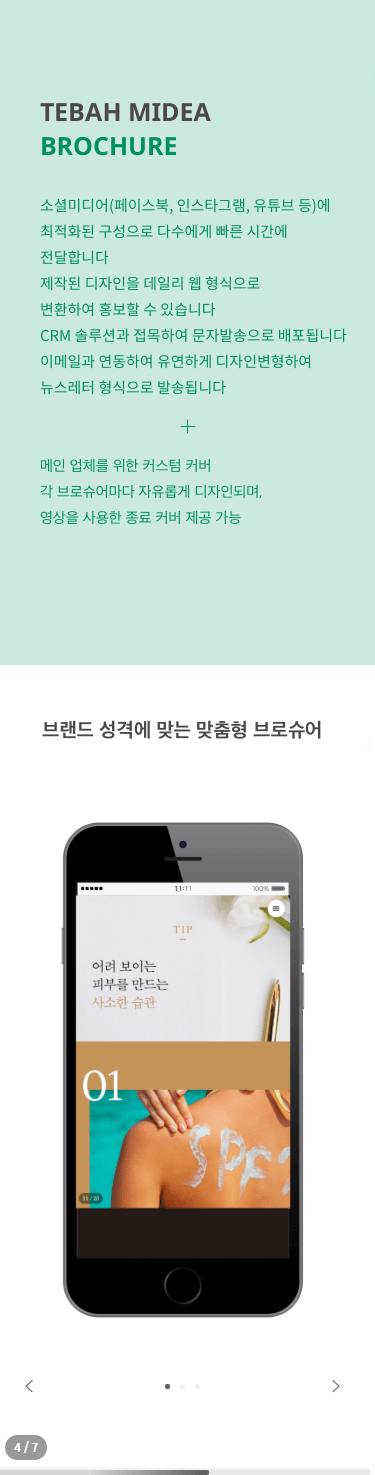 TEBAH MIDEA
BROCHURE
소셜미디어(페이스북, 인스타그램, 유튜브 등)에
최적화된 구성으로 다수에게 빠른 시간에
전달합니다
제작된 디자인을 데일리 웹 형식으로
변환하여 홍보할 수 있습니다
CRM 솔루션과 접목하여 문자발송으로 배포됩니다
이메일과 연동하여 유연하게 디자인변형하여
뉴스레터 형식으로 발송됩니다
+
메인 업체를 위한 커스텀 커버
각 브로슈어마다 자유롭게 디자인되며,
영상을 사용한 종료 커버 제공 가능
브랜드 성격에 맞는 맞춤형 브로슈어
11:11
100%
TIP
어려 보이는
피부를 만드는
사소한 습관
01
SPF
4 / 7